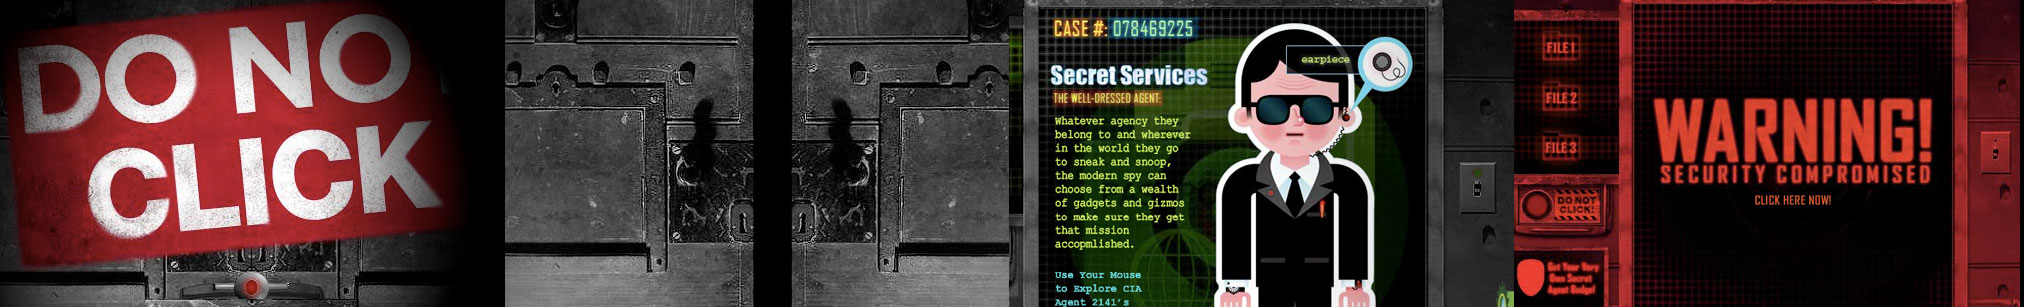 DO NO
CLICK
CASE #: 078469225
Secret Services
THE WELL-DRESSED AGENT:
Whatever agency they
belong to and wherever
in the world they go
to sneak and snoop,
the modern spy can
choose from a wealth
of gadgets and gizmos
to make sure they get
that mission
accopmlished.
Use Your Mouse
to Explore CIA
Agent 2141's
earpiece
FILE 1
FILE 2
FILE 3
DO NOT
CLICK!
Get Your Very
Own Secret
Agent Badge!
WARNING!
SECURITY COMPROMISED
CLICK HERE NOW!